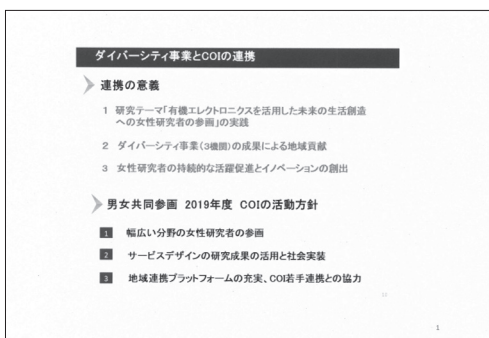 ダイバーシティ事業とCOIの連携
連携の意義
1 研究テーマ「有機エレクトロニクスを活用した未来の生活創造
への女性研究者の参画」の実践
2 ダイバーシティ事業(3機関)の成果による地域貢献
3 女性研究者の持続的な活躍促進とイノベーションの創出
男女共同参画 2019年度 COIの活動方針
1 幅広い分野の女性研究者の参画
2 サービスデザインの研究成果の活用と社会実装
3 地域連携プラットフォームの充実、COI若手連携との協力
1